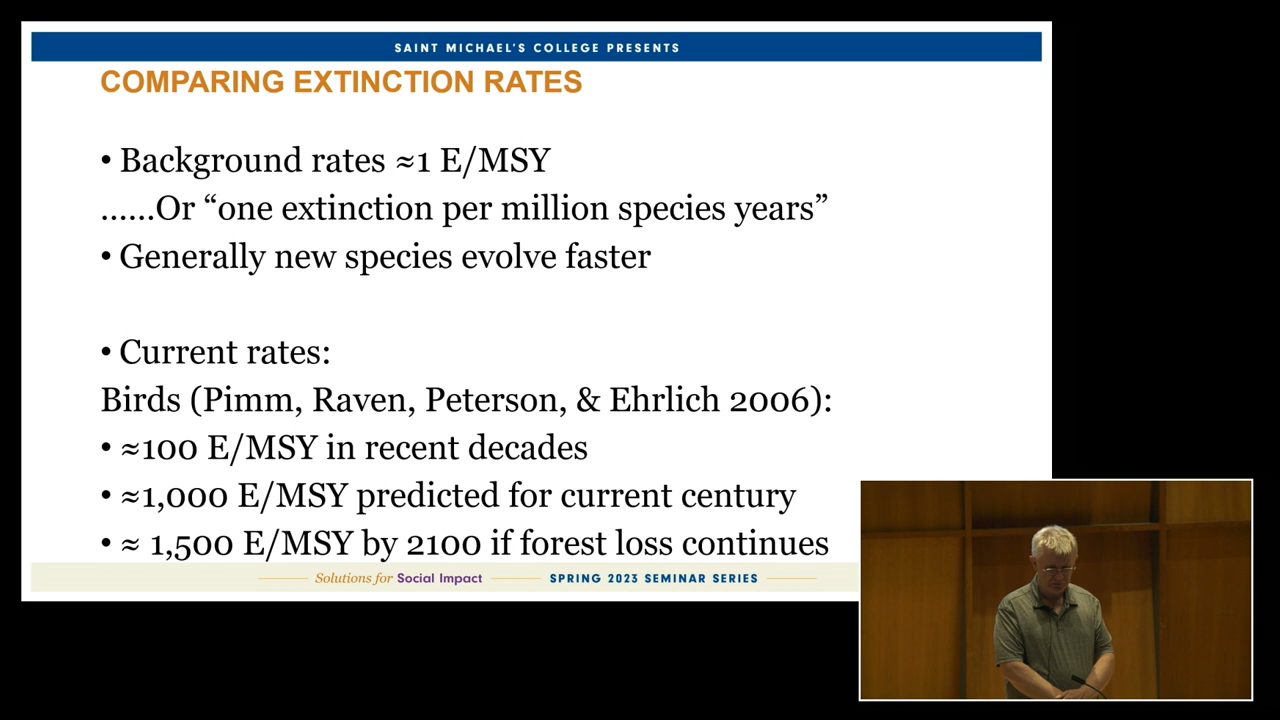 SAINT MICHAEL'S COLLEGE PRESENTS
COMPARING EXTINCTION RATES
• Background rates ≈1 E/MSY
......Or “one extinction per million species years”
• Generally new species evolve faster
• Current rates:
Birds (Pimm, Raven, Peterson, & Ehrlich 2006):
• ≈100 E/MSY in recent decades
• ≈1,000 E/MSY predicted for current century
• ≈ 1,500 E/MSY by 2100 if forest loss continues
Solutions for Social Impact SPRING 2023 SEMINAR SERIES